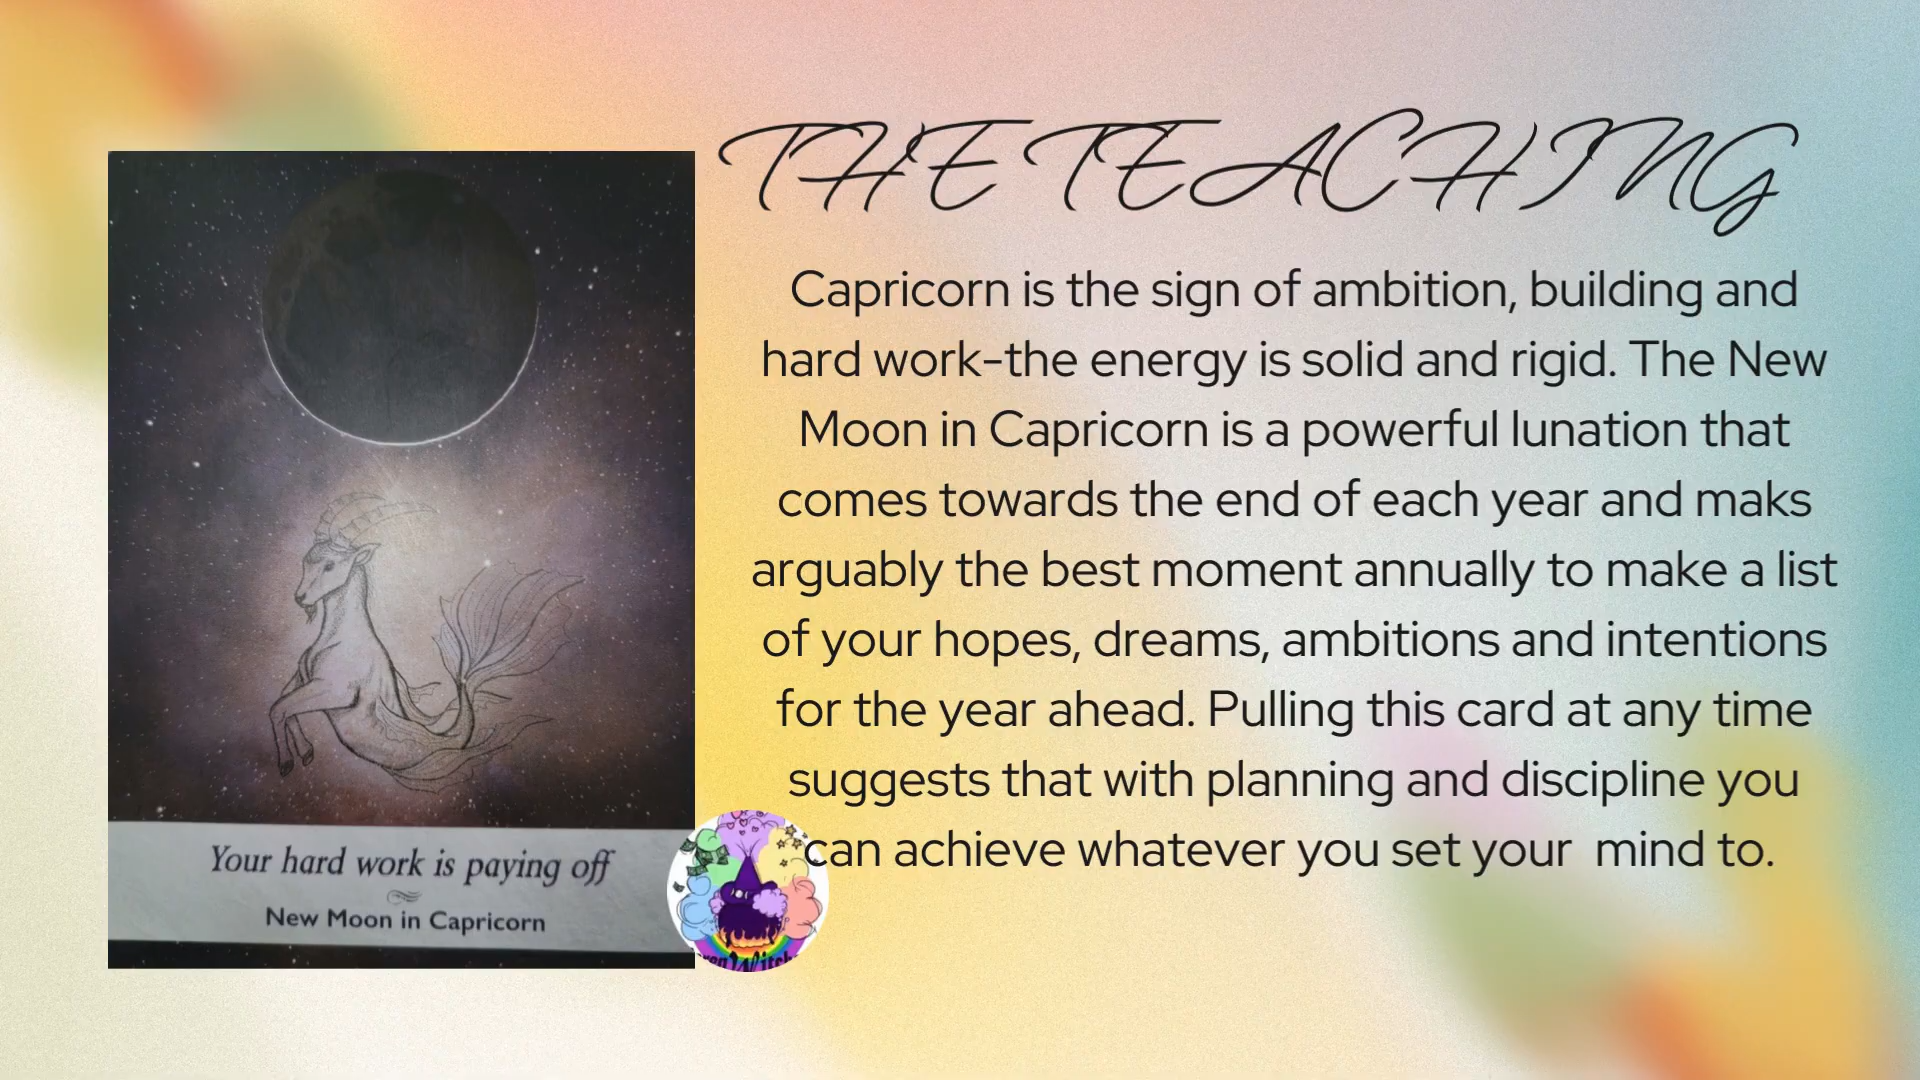 THE TEACHING
Capricorn is the sign of ambition, building and
hard work-the energy is solid and rigid. The New
Moon in Capricorn is a powerful lunation that
comes towards the end of each year and maks
arguably the best moment annually to make a list
of your hopes, dreams, ambitions and intentions
for the year ahead. Pulling this card at any time
suggests that with planning and discipline you
can achieve whatever you set your mind to.
Your hard work is paying off
New Moon in Capricorn